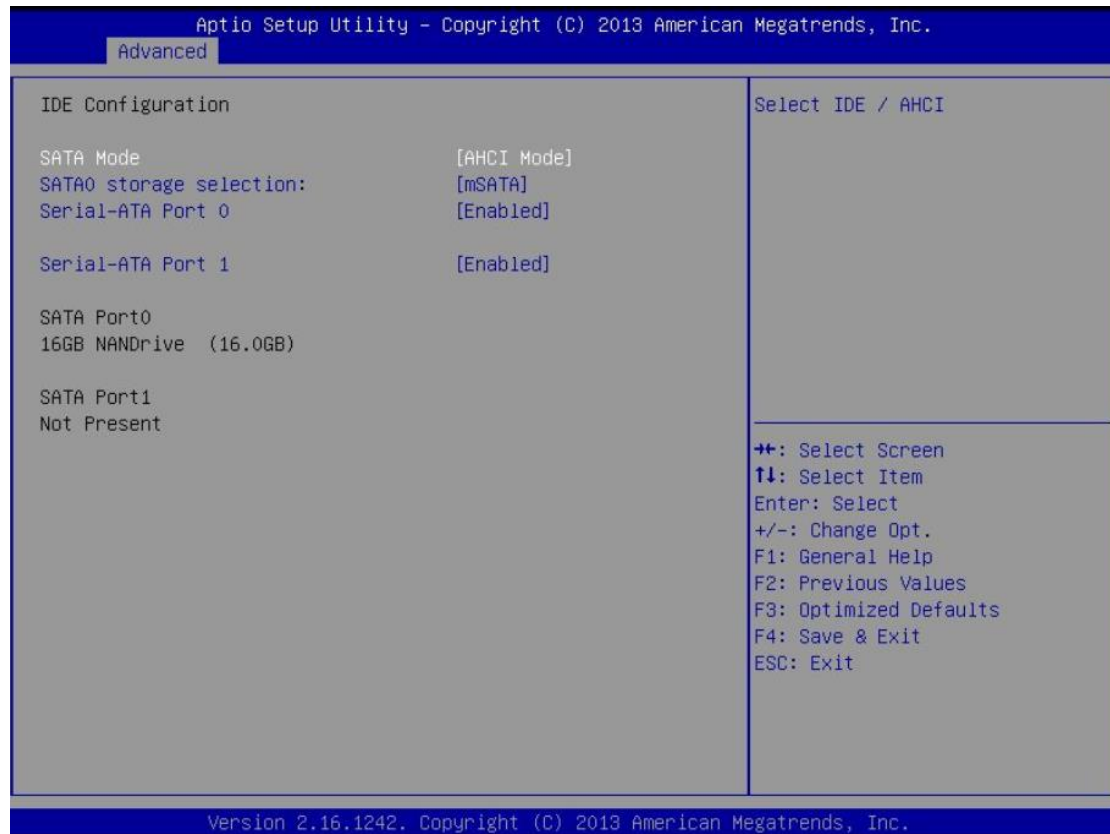 Aptio Setup Utility – Copyright (C) 2013 American Megatrends, Inc.
Advanced
IDE Configuration
SATA Mode [AHCI Mode]
SATA0 storage selection: [mSATA]
Serial-ATA Port 0 [Enabled]
Serial-ATA Port 1 [Enabled]
SATA Port0
16GB NANDrive (16.0GB)
SATA Port1
Not Present
Select IDE / AHCI
→←: Select Screen
↑↓: Select Item
Enter: Select
+/-: Change Opt.
F1: General Help
F2: Previous Values
F3: Optimized Defaults
F4: Save & Exit
ESC: Exit
Version 2.16.1242. Copyright (C) 2013 American Megatrends, Inc.